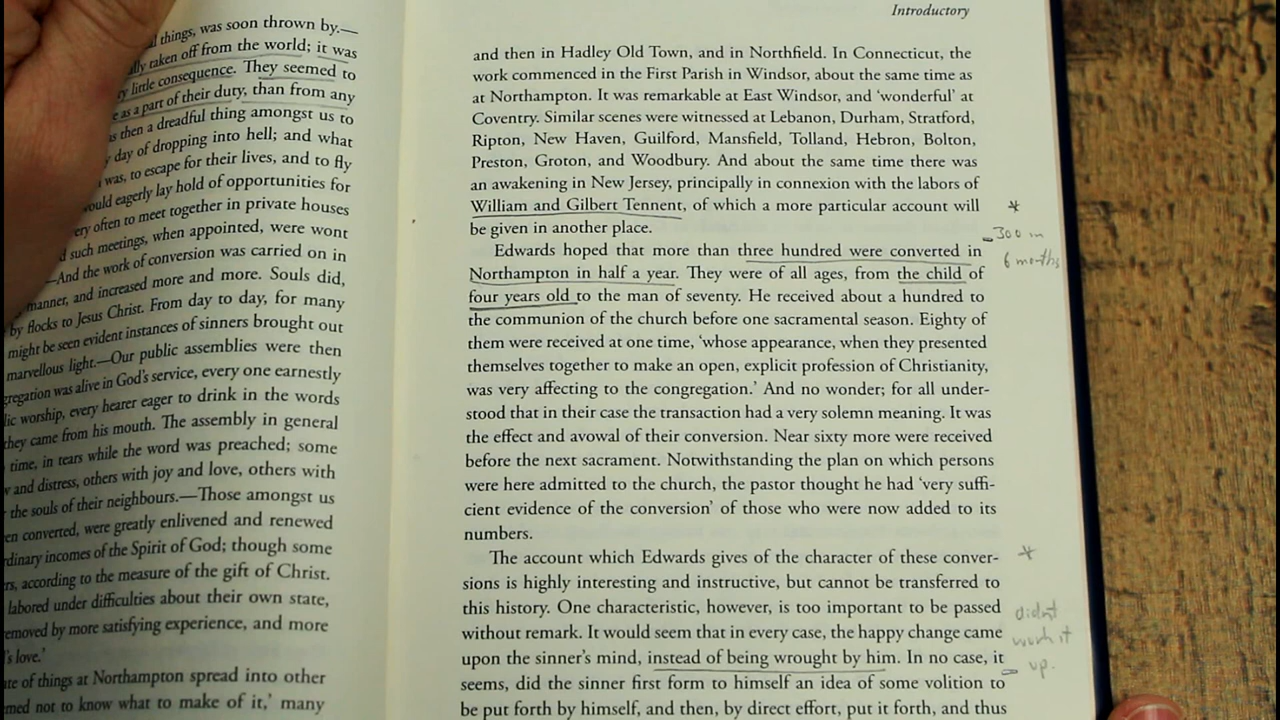 l things, was soon thrown by.—
ally taken off from the world; it was
ry little consequence. They seemed to
e as a part of their duty, than from any
s then a dreadful thing amongst us to
day of dropping into hell; and what
was, to escape for their lives, and to fly
ould eagerly lay hold of opportunities for
ery often to meet together in private houses
d such meetings, when appointed, were wont
—And the work of conversion was carried on in
manner, and increased more and more. Souls did,
by flocks to Jesus Christ. From day to day, for many
might be seen evident instances of sinners brought out
marvellous light.—Our public assemblies were then
gregation was alive in God's service, every one earnestly
lic worship, every hearer eager to drink in the words
they came from his mouth. The assembly in general
time, in tears while the word was preached; some
w and distress, others with joy and love, others with
the souls of their neighbours.—Those amongst us
en converted, were greatly enlivened and renewed
rdinary incomes of the Spirit of God; though some
rs, according to the measure of the gift of Christ.
labored under difficulties about their own state,
emoved by more satisfying experience, and more
's love.'
ate of things at Northampton spread into other
med not to know what to make of it,' many
Introductory
and then in Hadley Old Town, and in Northfield. In Connecticut, the
work commenced in the First Parish in Windsor, about the same time as
at Northampton. It was remarkable at East Windsor, and 'wonderful' at
Coventry. Similar scenes were witnessed at Lebanon, Durham, Stratford,
Ripton, New Haven, Guilford, Mansfield, Tolland, Hebron, Bolton,
Preston, Groton, and Woodbury. And about the same time there was
an awakening in New Jersey, principally in connexion with the labors of
William and Gilbert Tennent, of which a more particular account will
be given in another place.
Edwards hoped that more than three hundred were converted in
Northampton in half a year. They were of all ages, from the child of
four years old to the man of seventy. He received about a hundred to
the communion of the church before one sacramental season. Eighty of
them were received at one time, 'whose appearance, when they presented
themselves together to make an open, explicit profession of Christianity,
was very affecting to the congregation.' And no wonder; for all under-
stood that in their case the transaction had a very solemn meaning. It was
the effect and avowal of their conversion. Near sixty more were received
before the next sacrament. Notwithstanding the plan on which persons
were here admitted to the church, the pastor thought he had 'very suffi-
cient evidence of the conversion' of those who were now added to its
numbers.
The account which Edwards gives of the character of these conver-
sions is highly interesting and instructive, but cannot be transferred to
this history. One characteristic, however, is too important to be passed
without remark. It would seem that in every case, the happy change came
upon the sinner's mind, instead of being wrought by him. In no case, it
seems, did the sinner first form to himself an idea of some volition to
be put forth by himself, and then, by direct effort, put it forth, and thus
*
300 in
6 months
*
didn't
work it
up.